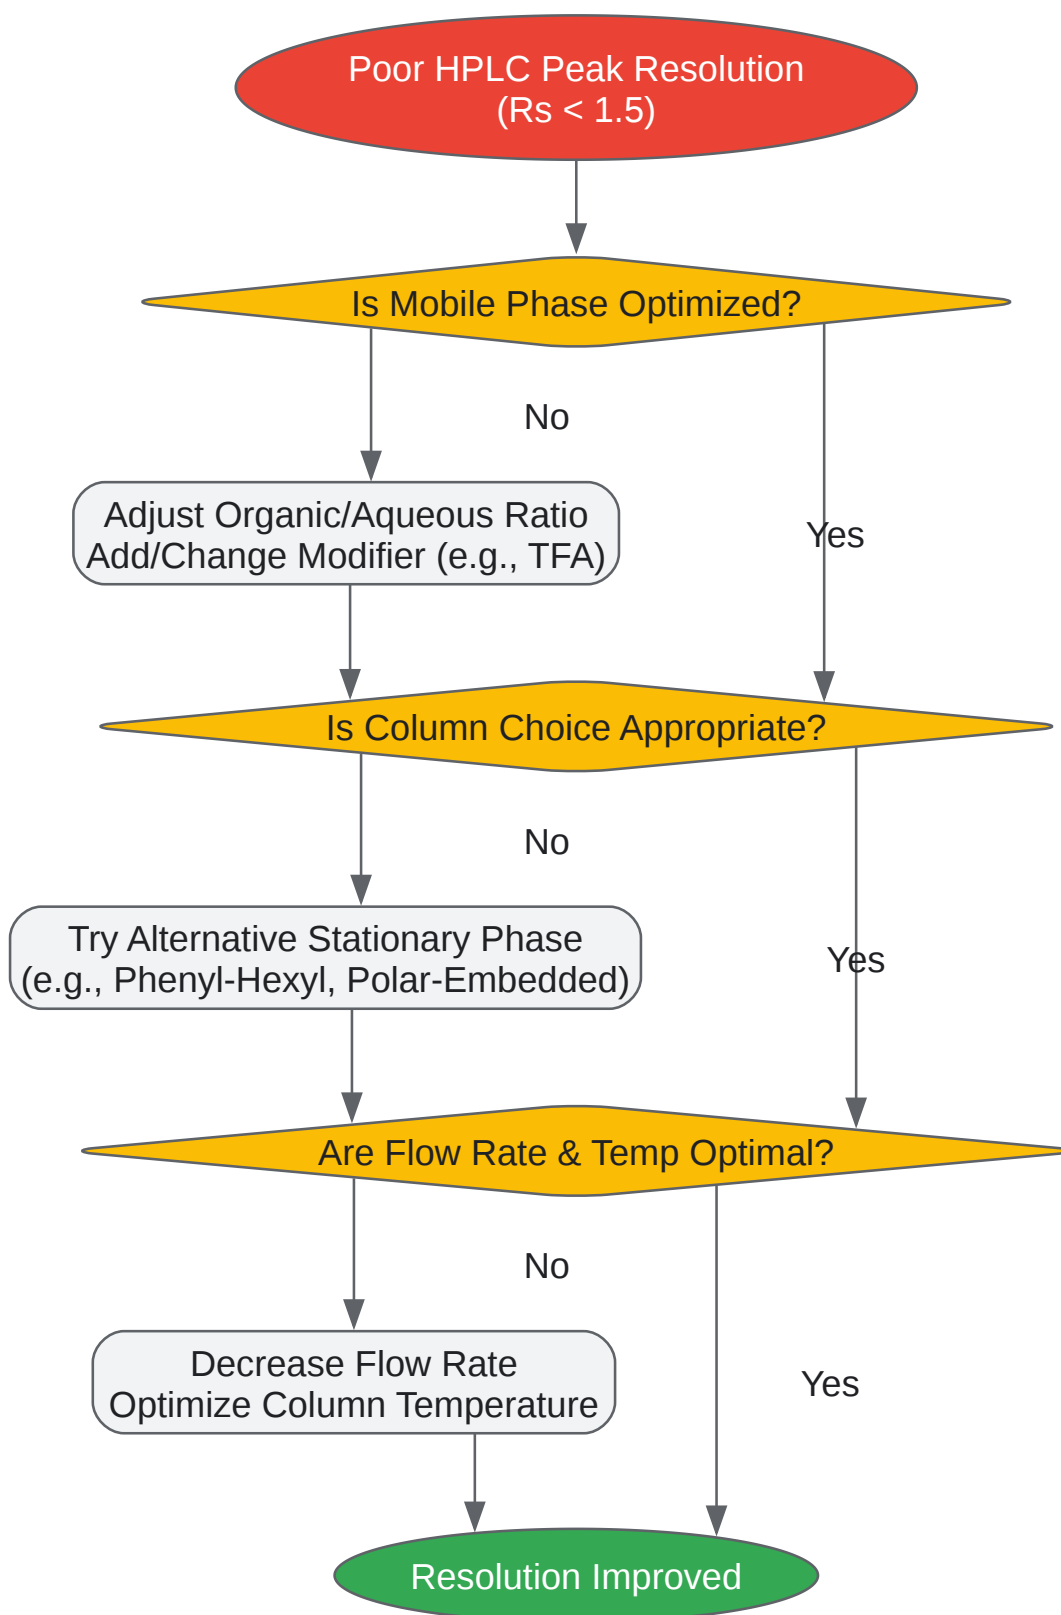 Poor HPLC Peak Resolution
(Rs < 1.5)
Is Mobile Phase Optimized?
No
Adjust Organic/Aqueous Ratio
Add/Change Modifier (e.g., TFA)
Yes
Is Column Choice Appropriate?
No
Try Alternative Stationary Phase
(e.g., Phenyl-Hexyl, Polar-Embedded)
Yes
Are Flow Rate & Temp Optimal?
No
Decrease Flow Rate
Optimize Column Temperature
Yes
Resolution Improved